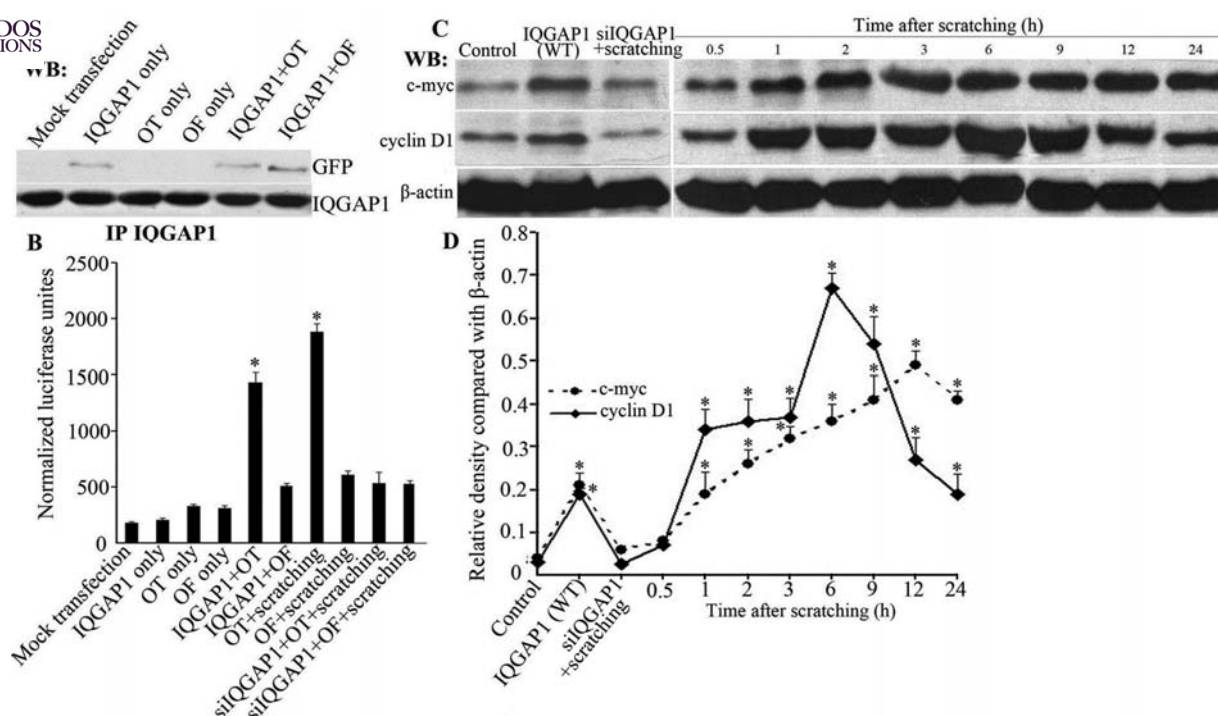 DOS
IONS
WB:
Mock transfection
IQGAP1 only
OT only
OF only
IQGAP1+OT
IQGAP1+OF
GFP
IQGAP1
IP IQGAP1
B
Normalized luciferase unites
2500
2000
1500
1000
500
0
Mock transfection
IQGAP1 only
OT only
OF only
IQGAP1+OT
IQGAP1+OF
OT+scratching
OF+scratching
siIQGAP1+OT+scratching
siIQGAP1+OF+scratching
* *
C
WB:
Control
IQGAP1
(WT)
siIQGAP1
+scratching
Time after scratching (h)
0.5 1 2 3 6 9 12 24
c-myc
cyclin D1
β-actin
D
Relative density compared with β-actin
0.8
0.7
0.6
0.5
0.4
0.3
0.2
0.1
0
c-myc
cyclin D1
* * * * * * * * * * * * * * * *
Control
IQGAP1 (WT)
siIQGAP1
+scratching
0.5 1 2 3 6 9 12 24
Time after scratching (h)